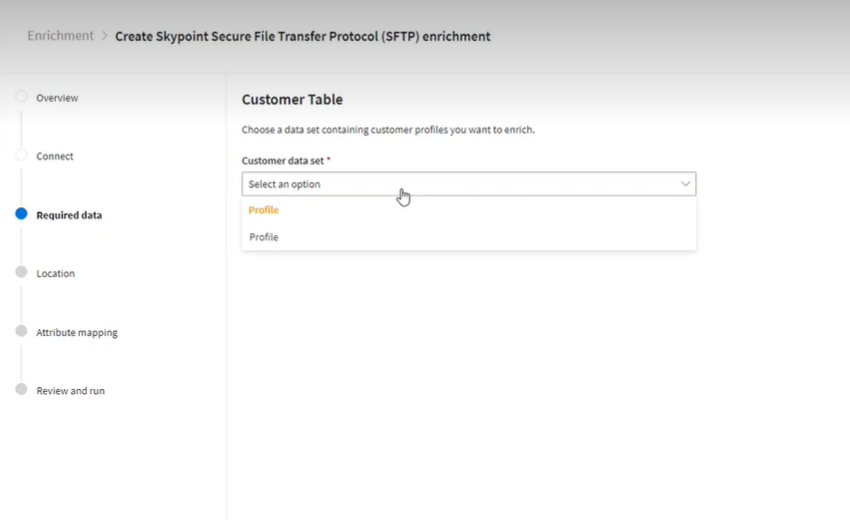 Enrichment > Create Skypoint Secure File Transfer Protocol (SFTP) enrichment
Overview
Connect
Required data
Location
Attribute mapping
Review and run
Customer Table
Choose a data set containing customer profiles you want to enrich.
Customer data set *
Select an option
Profile
Profile